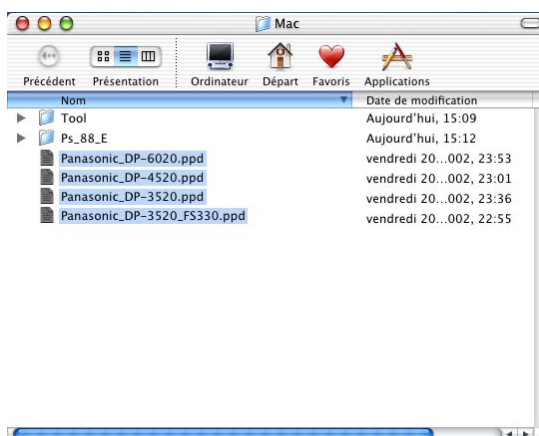 Mac
Précédent Présentation Ordinateur Départ Favoris Applications
Nom Date de modification
Tool Aujourd'hui, 15:09
Ps_88_E Aujourd'hui, 15:12
Panasonic_DP-6020.ppd vendredi 20...002, 23:53
Panasonic_DP-4520.ppd vendredi 20...002, 23:01
Panasonic_DP-3520.ppd vendredi 20...002, 23:36
Panasonic_DP-3520_FS330.ppd vendredi 20...002, 22:55